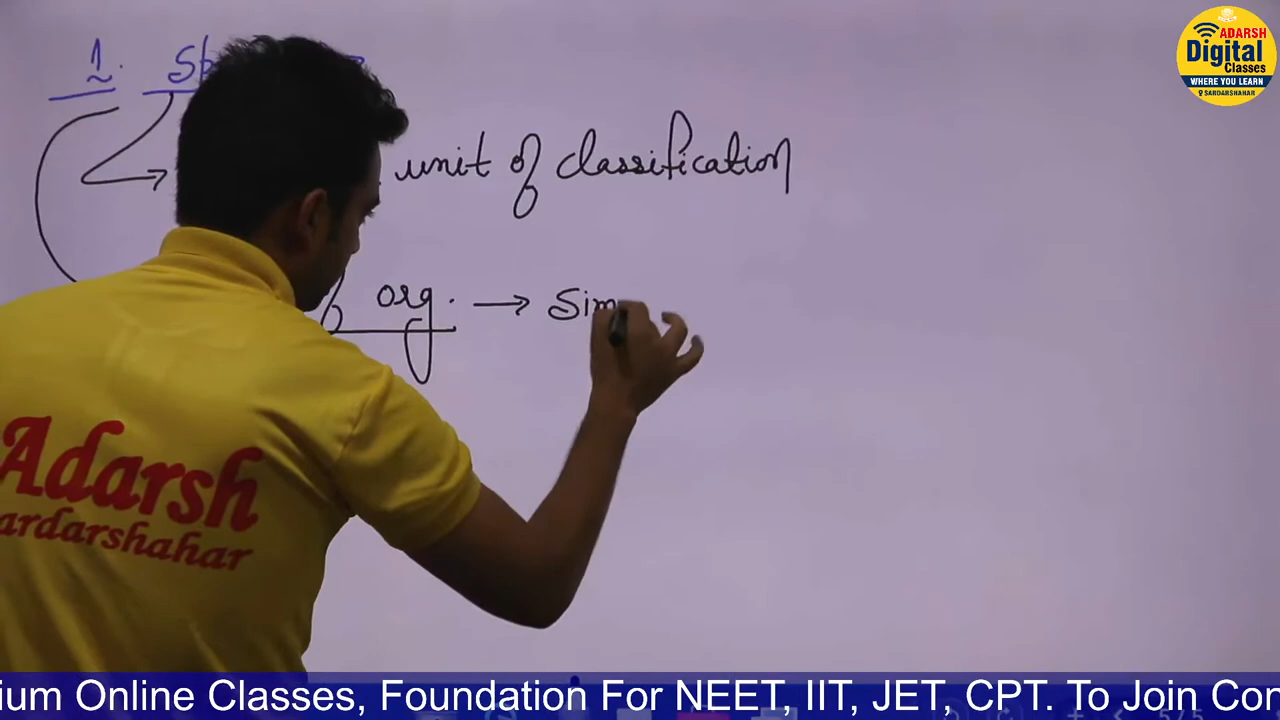 1.
unit of classification
org. → Sim
ADARSH
Digital
Classes
WHERE YOU LEARN
SARDARSHAHAR
Adarsh
ardarshahar
ium Online Classes, Foundation For NEET, IIT, JET, CPT. To Join Con